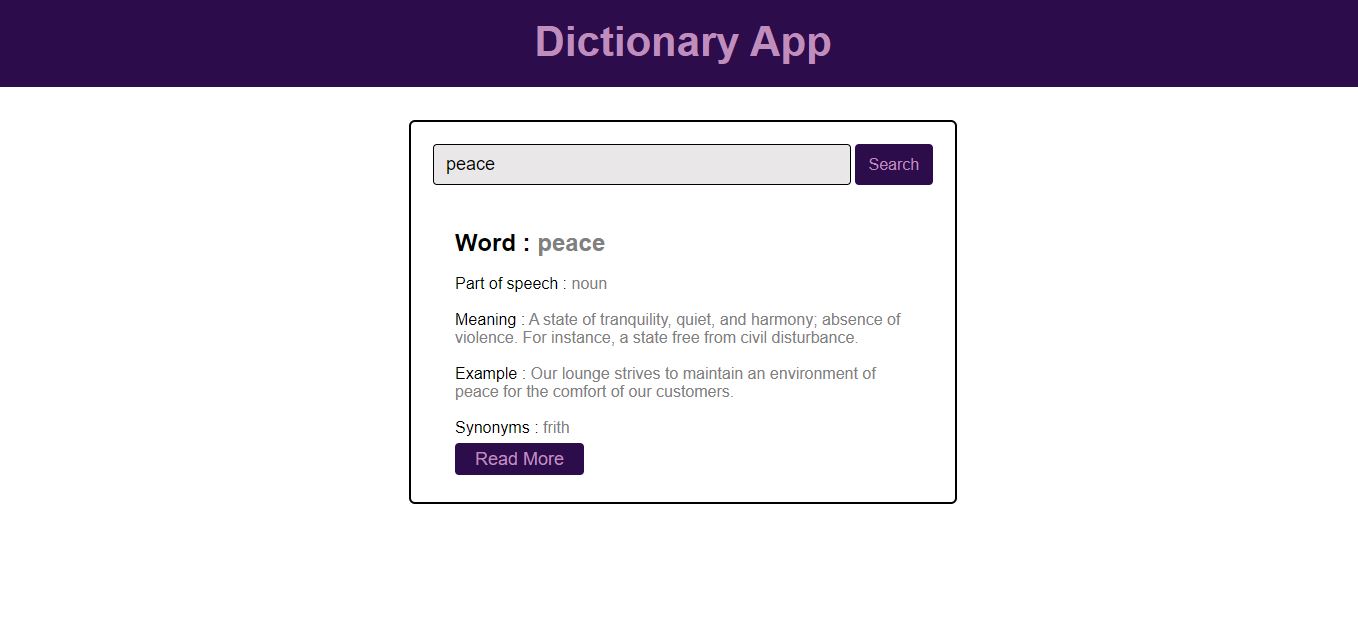 Dictionary App
peace
Search
Word : peace
Part of speech : noun
Meaning : A state of tranquility, quiet, and harmony; absence of
violence. For instance, a state free from civil disturbance.
Example : Our lounge strives to maintain an environment of
peace for the comfort of our customers.
Synonyms : frith
Read More